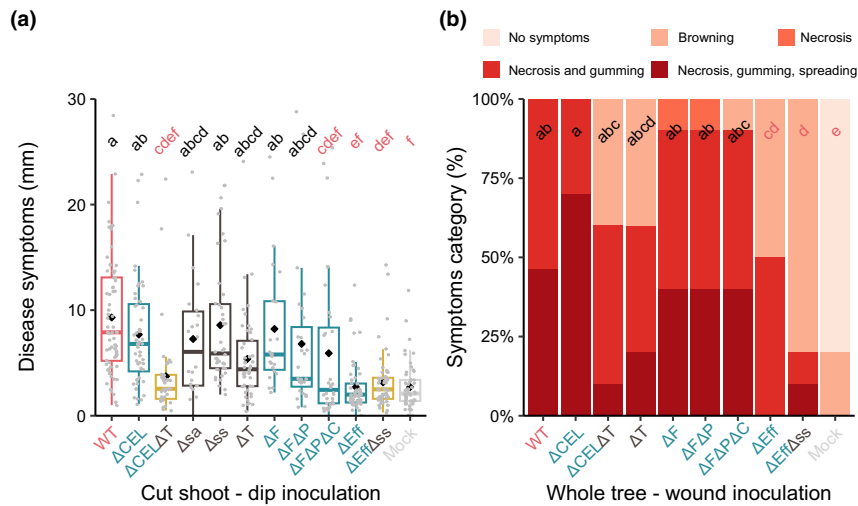 (a)
(b)
No symptoms
Browning
Necrosis
Necrosis and gumming
Necrosis, gumming, spreading
Disease symptoms (mm)
30
20
10
0
a
ab
cdef
abcd
ab
abcd
ab
abcd
cdef
ef
def
f
WT
ΔCEL
ΔCELΔT
Δsa
Δss
ΔT
ΔF
ΔFΔP
ΔFΔPΔC
ΔEff
ΔEffΔss
Mock
Cut shoot - dip inoculation
Symptoms category (%)
100%
75%
50%
25%
0%
ab
a
abc
abcd
ab
ab
abc
cd
d
e
WT
ΔCEL
ΔCELΔT
ΔT
ΔF
ΔFΔP
ΔFΔPΔC
ΔEff
ΔEffΔss
Mock
Whole tree - wound inoculation